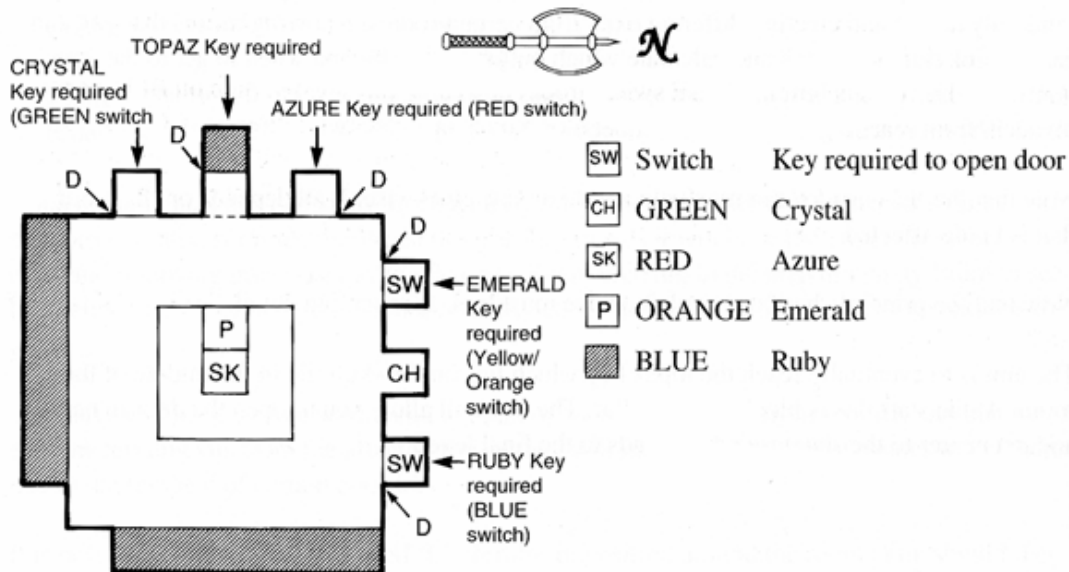 TOPAZ Key required
CRYSTAL
Key required
(GREEN switch
AZURE Key required (RED switch)
N
D
D
D
D
SW
EMERALD
Key
required
(Yellow/
Orange
switch)
P
SK
CH
SW
RUBY Key
required
(BLUE
switch)
D
SW Switch Key required to open door
CH GREEN Crystal
SK RED Azure
P ORANGE Emerald
BLUE Ruby